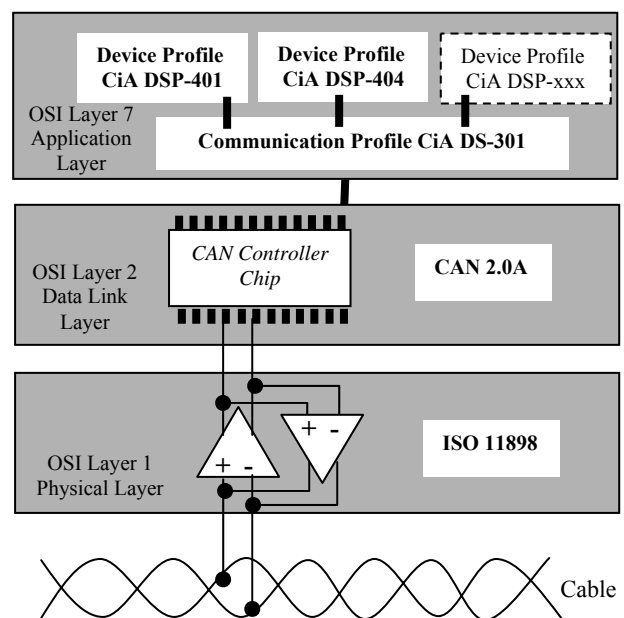 Device Profile
CiA DSP-401
Device Profile
CiA DSP-404
Device Profile
CiA DSP-xxx
OSI Layer 7
Application
Layer
Communication Profile CiA DS-301
OSI Layer 2
Data Link
Layer
CAN Controller
Chip
CAN 2.0A
OSI Layer 1
Physical Layer
+ -
+ -
ISO 11898
Cable